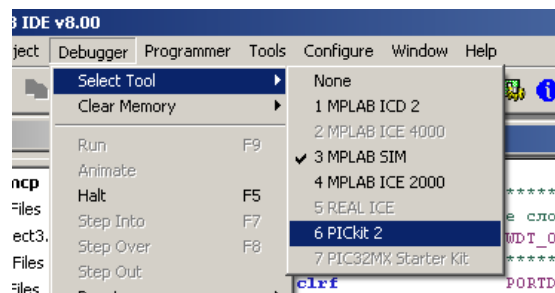 B IDE v8.00
ject Debugger Programmer Tools Configure Window Help
Select Tool
Clear Memory
Run F9
Animate
Halt F5
Step Into F7
Step Over F8
Step Out
None
1 MPLAB ICD 2
2 MPLAB ICE 4000
3 MPLAB SIM
4 MPLAB ICE 2000
5 REAL ICE
6 PICkit 2
7 PIC32MX Starter Kit
mcp
Files
ect3.
Files
Files
*****
е сло
WDT_O
*****
clrf PORTD